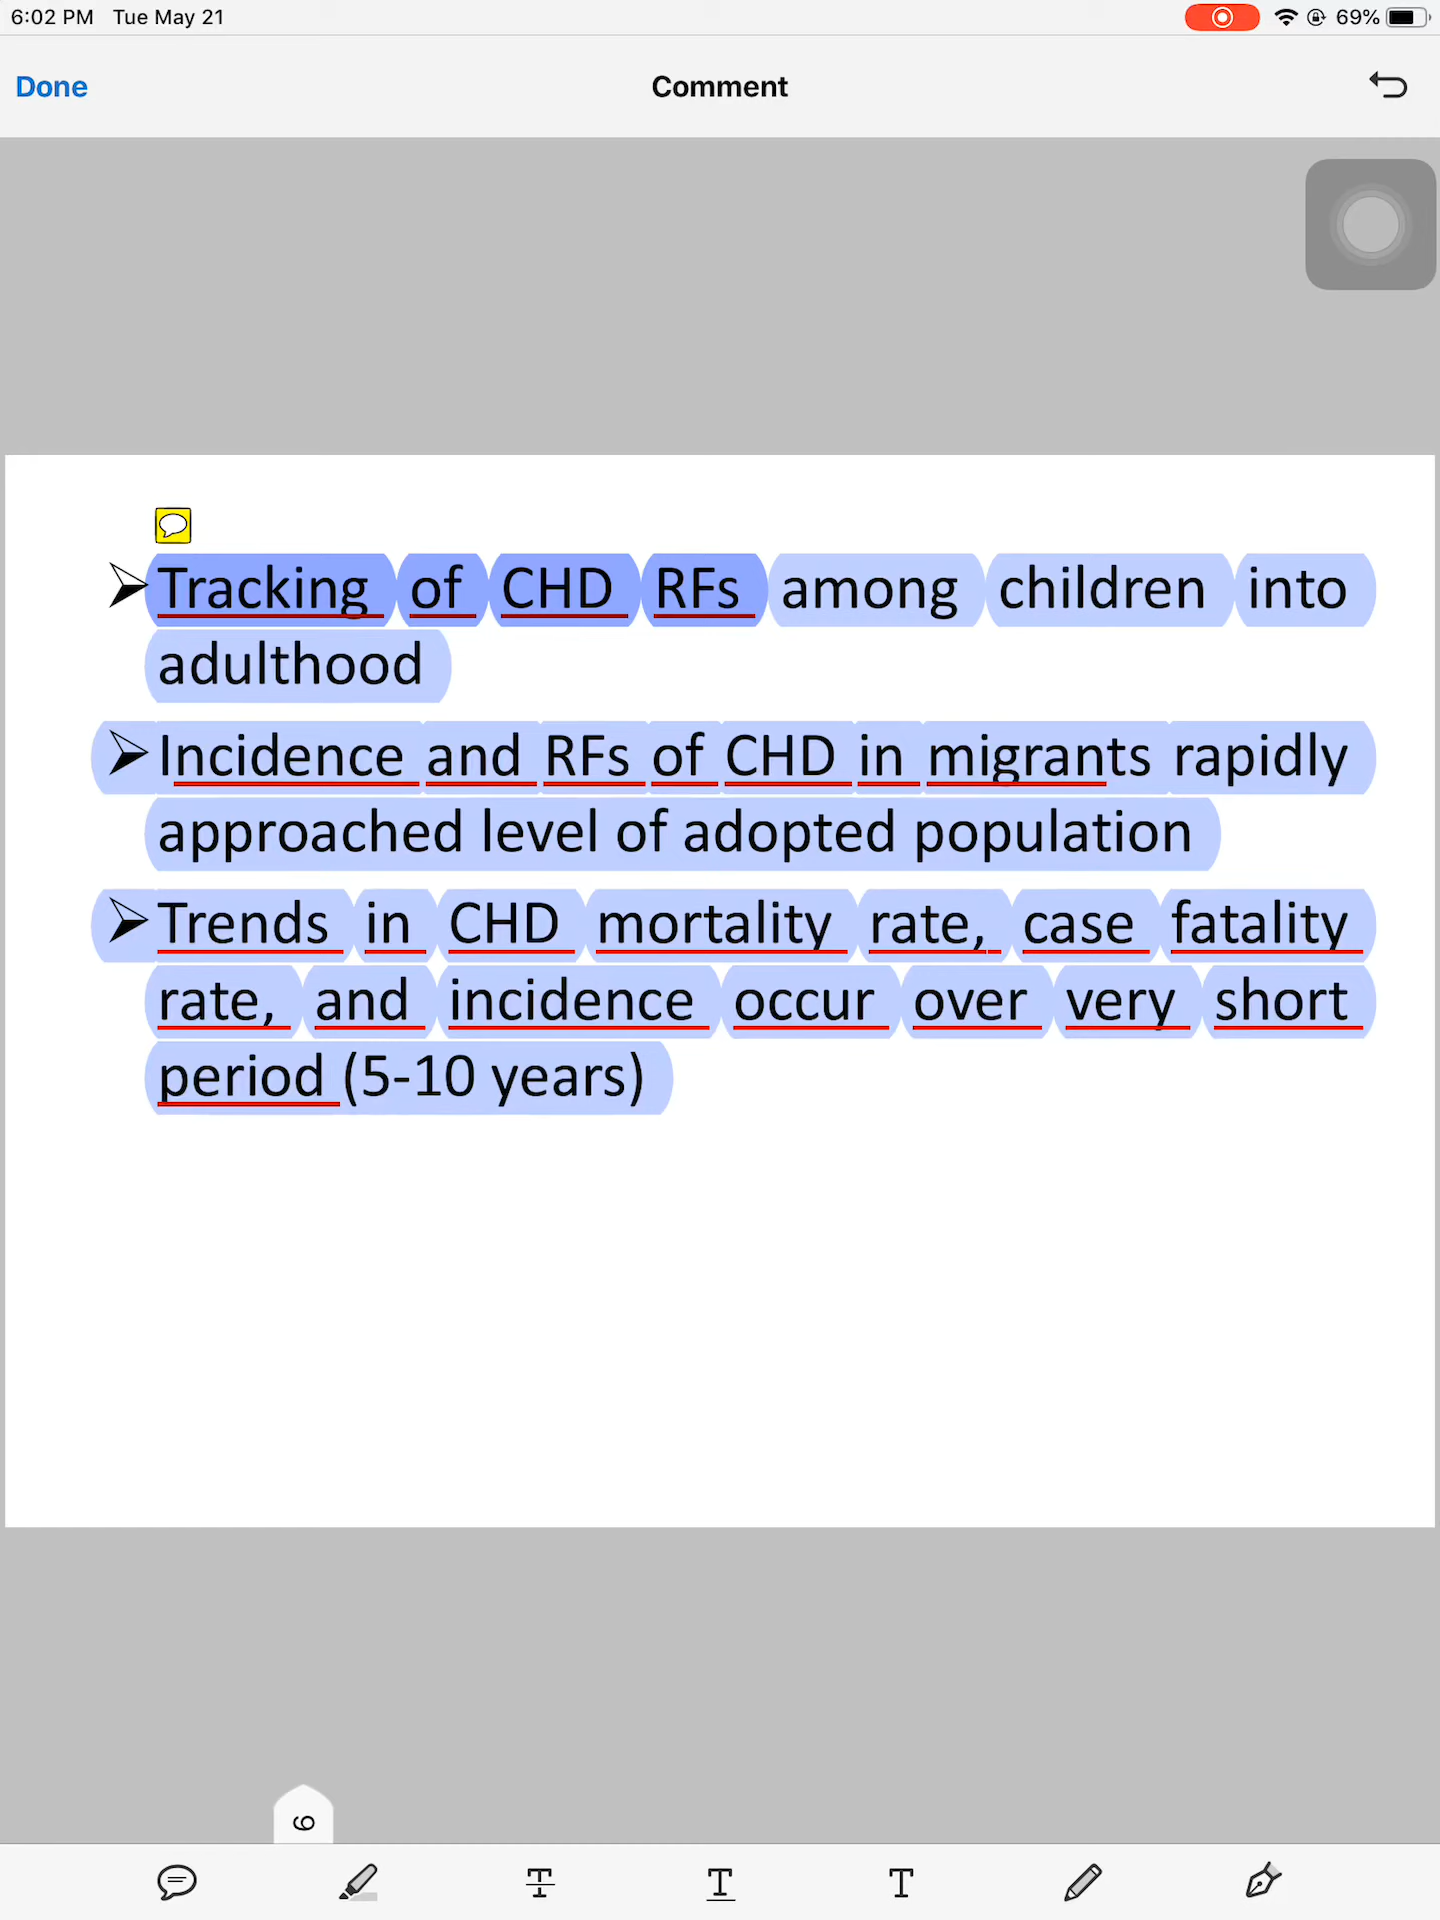 6:02 PM Tue May 21 69%
Done Comment
➢Tracking of CHD RFs among children into
adulthood
➢Incidence and RFs of CHD in migrants rapidly
approached level of adopted population
➢Trends in CHD mortality rate, case fatality
rate, and incidence occur over very short
period (5-10 years)
6
T T T